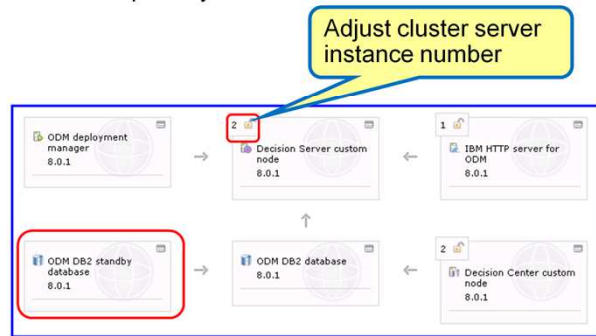 Adjust cluster server
instance number
ODM deployment
manager
8.0.1
2
Decision Server custom
node
8.0.1
1
IBM HTTP server for
ODM
8.0.1
ODM DB2 standby
database
8.0.1
ODM DB2 database
8.0.1
2
Decision Center custom
node
8.0.1